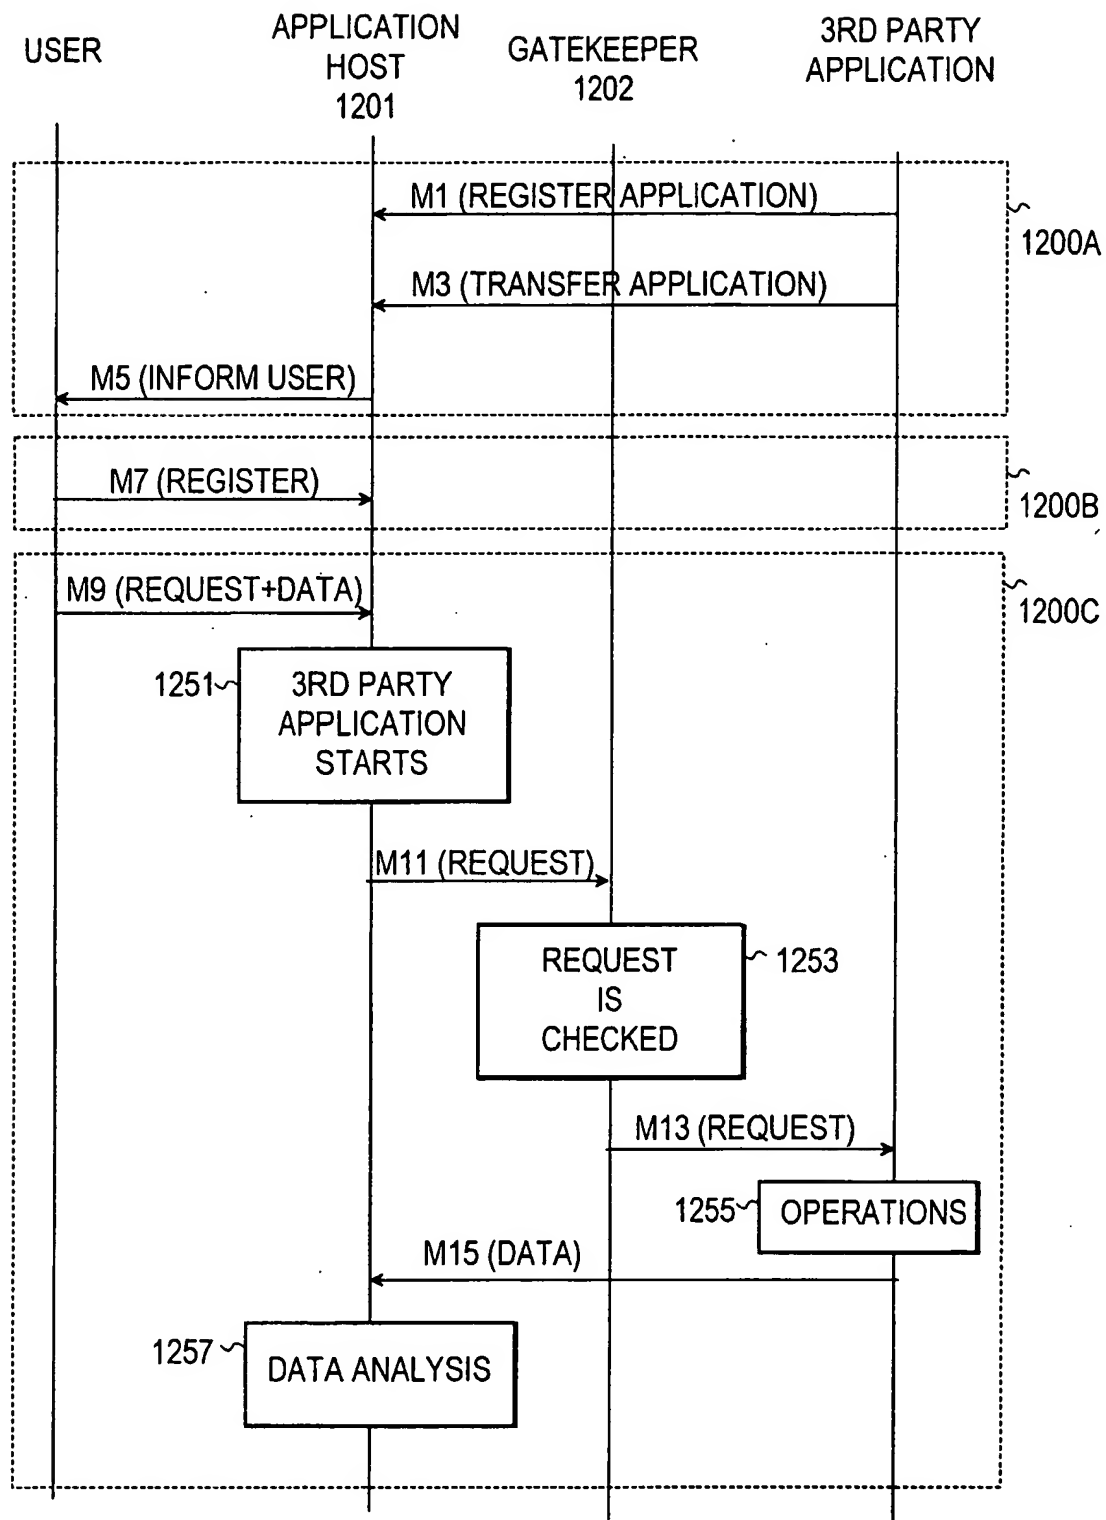 USER
APPLICATION
HOST
1201
GATEKEEPER
1202
3RD PARTY
APPLICATION
M1 (REGISTER APPLICATION)
1200A
M3 (TRANSFER APPLICATION)
M5 (INFORM USER)
M7 (REGISTER)
1200B
M9 (REQUEST+DATA)
1200C
1251
3RD PARTY
APPLICATION
STARTS
M11 (REQUEST)
REQUEST
IS
CHECKED
1253
M13 (REQUEST)
1255
OPERATIONS
M15 (DATA)
1257
DATA ANALYSIS